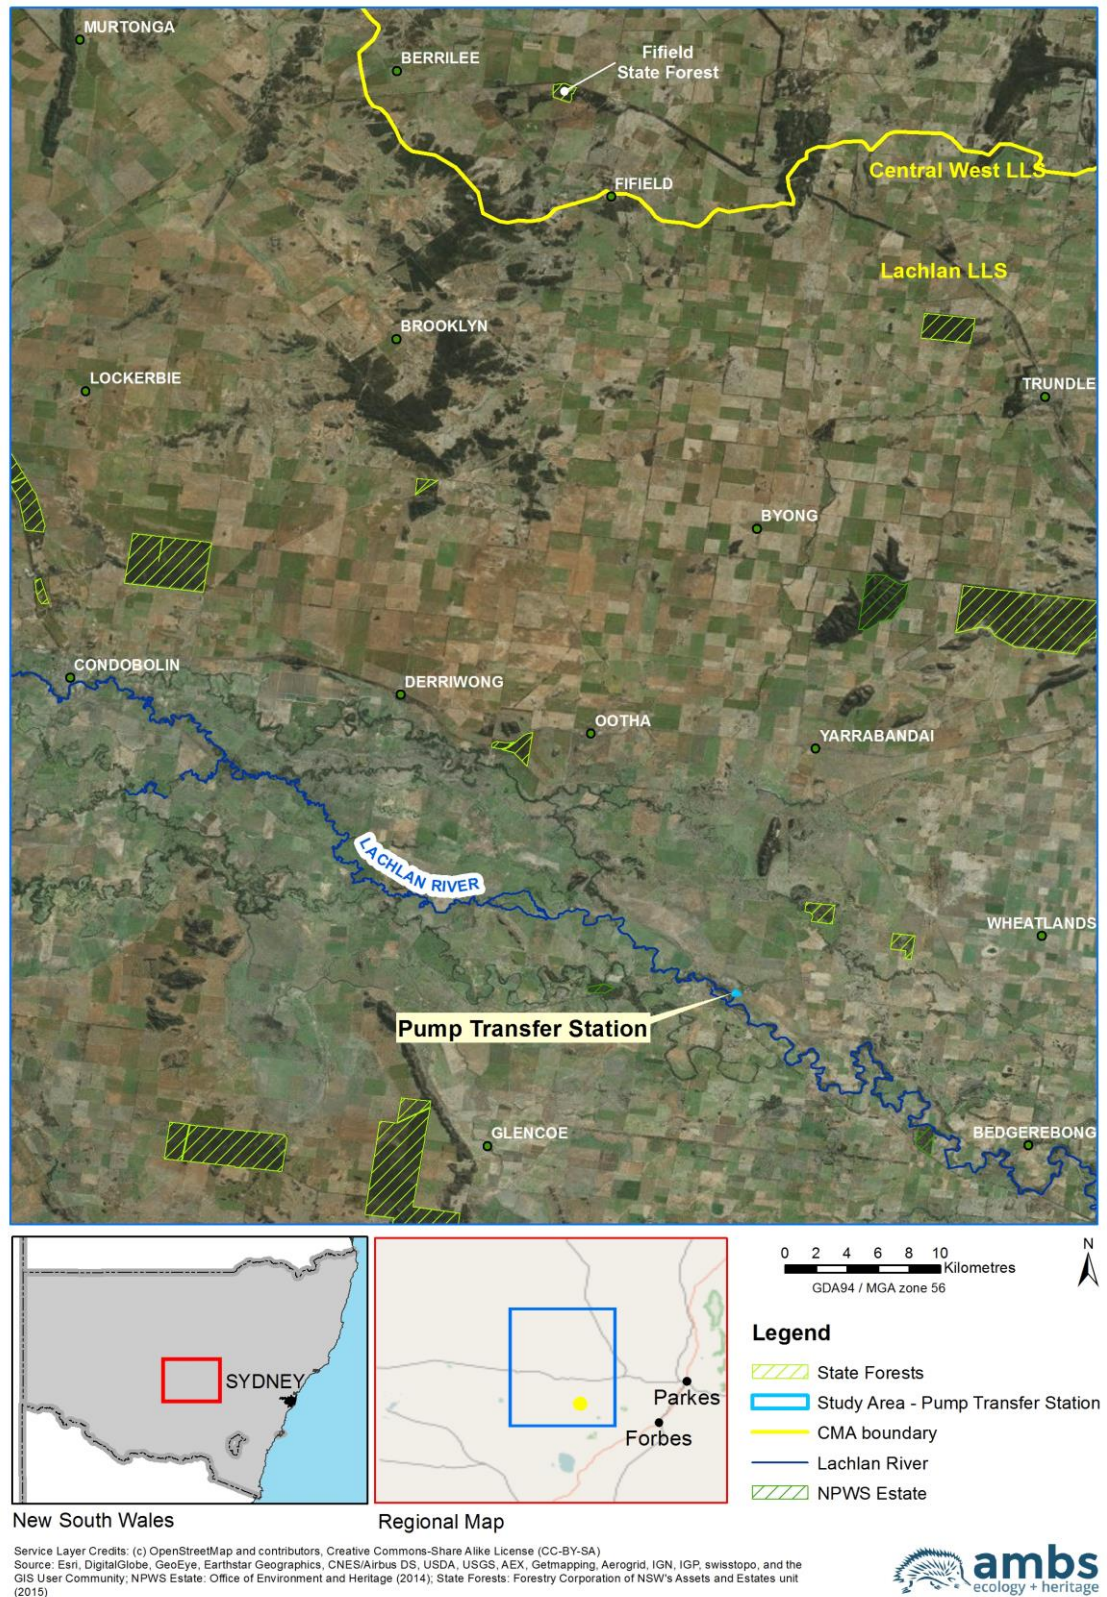 MURTONGA
BERRILEE
Fifield
State Forest
Central West LLS
FIFIELD
Lachlan LLS
BROOKLYN
LOCKERBIE
TRUNDLE
BYONG
CONDOBOLIN
DERRIWONG
OOTHA
YARRABANDAI
LACHLAN RIVER
WHEATLANDS
Pump Transfer Station
GLENCOE
BEDGEREBONG
SYDNEY
New South Wales
Parkes
Forbes
Regional Map
0 2 4 6 8 10
Kilometres
GDA94 / MGA zone 56
N
Legend
State Forests
Study Area - Pump Transfer Station
CMA boundary
Lachlan River
NPWS Estate
Service Layer Credits: (c) OpenStreetMap and contributors, Creative Commons-Share Alike License (CC-BY-SA)
Source: Esri, DigitalGlobe, GeoEye, Earthstar Geographics, CNES/Airbus DS, USDA, USGS, AEX, Getmapping, Aerogrid, IGN, IGP, swisstopo, and the
GIS User Community; NPWS Estate: Office of Environment and Heritage (2014); State Forests: Forestry Corporation of NSW's Assets and Estates unit
(2015)
ambs
ecology + heritage